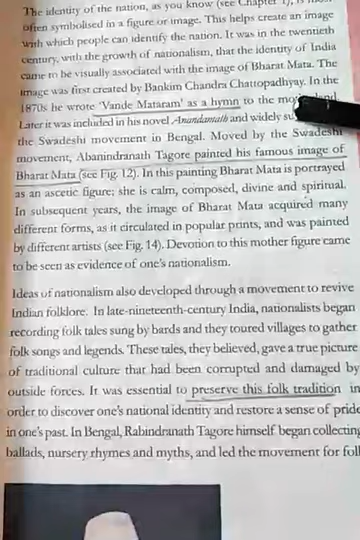 The identity of the nation, as you know (see Chapter 1), is most
often symbolised in a figure or image. This helps create an image
with which people can identify the nation. It was in the twentieth
century, with the growth of nationalism, that the identity of India
came to be visually associated with the image of Bharat Mata. The
image was first created by Bankim Chandra Chattopadhyay. In the
1870s he wrote 'Vande Mataram' as a hymn to the
Later it was included in his novel Anandamath and widely
the Swadeshi movement in Bengal. Moved by the Swadeshi
movement, Abanindranath Tagore painted his famous image of
Bharat Mata (see Fig. 12). In this painting Bharat Mata is portrayed
as an ascetic figure; she is calm, composed, divine and spiritual.
In subsequent years, the image of Bharat Mata acquired many
different forms, as it circulated in popular prints, and was painted
by different artists (see Fig. 14). Devotion to this mother figure came
to be seen as evidence of one's nationalism.
Ideas of nationalism also developed through a movement to revive
Indian folklore. In late-nineteenth-century India, nationalists began
recording folk tales sung by bards and they toured villages to gather
folk songs and legends. These tales, they believed, gave a true picture
of traditional culture that had been corrupted and damaged by
outside forces. It was essential to preserve this folk tradition in
order to discover one's national identity and restore a sense of pride
in one's past. In Bengal, Rabindranath Tagore himself began collecting
ballads, nursery rhymes and myths, and led the movement for